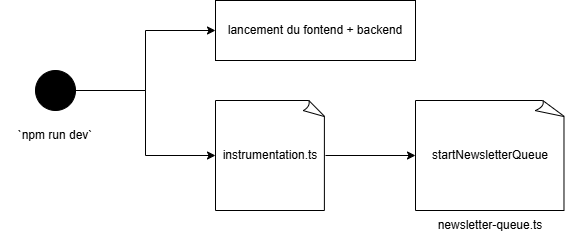 lancement du fontend + backend
`npm run dev`
instrumentation.ts
startNewsletterQueue
newsletter-queue.ts